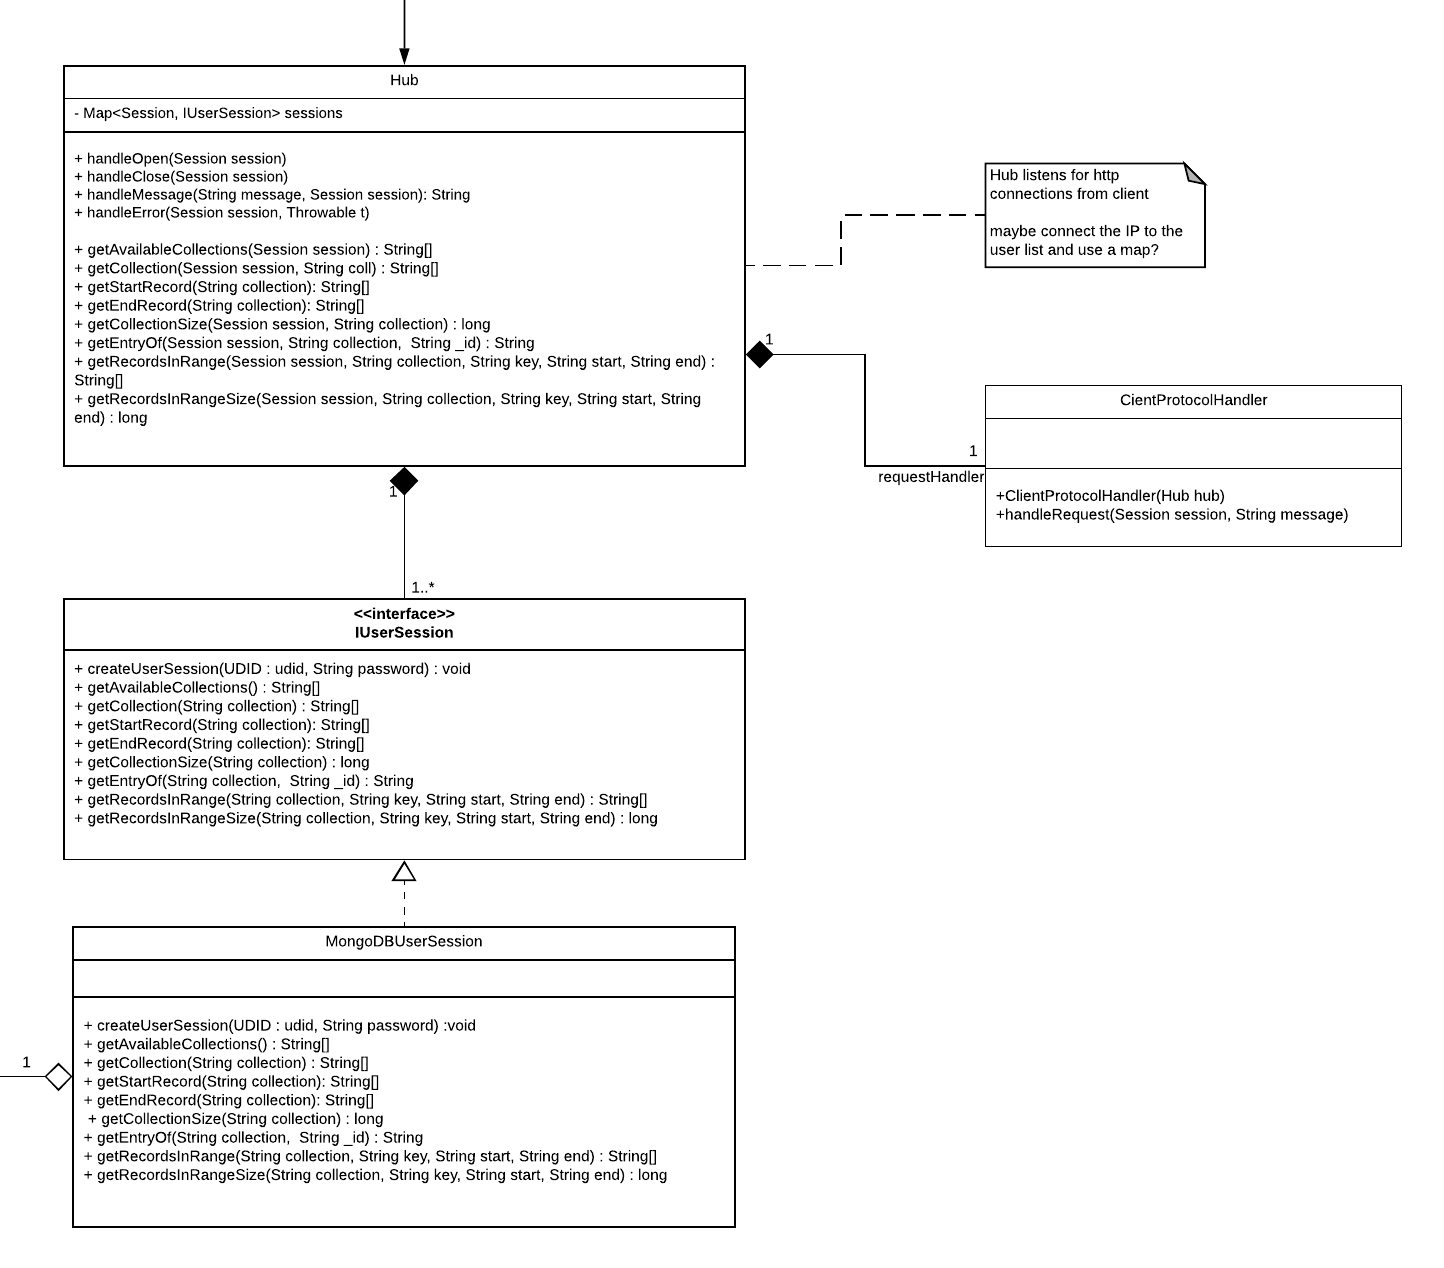 Hub
- Map<Session, IUserSession> sessions
+ handleOpen(Session session)
+ handleClose(Session session)
+ handleMessage(String message, Session session): String
+ handleError(Session session, Throwable t)
+ getAvailableCollections(Session session) : String[]
+ getCollection(Session session, String coll) : String[]
+ getStartRecord(String collection): String[]
+ getEndRecord(String collection): String[]
+ getCollectionSize(Session session, String collection) : long
+ getEntryOf(Session session, String collection,  String _id) : String
+ getRecordsInRange(Session session, String collection, String key, String start, String end) :
String[]
+ getRecordsInRangeSize(Session session, String collection, String key, String start, String
end) : long
Hub listens for http
connections from client
maybe connect the IP to the
user list and use a map?
1
1
requestHandler
CientProtocolHandler
+ClientProtocolHandler(Hub hub)
+handleRequest(Session session, String message)
1
1..*
<<interface>>
IUserSession
+ createUserSession(UDID : udid, String password) : void
+ getAvailableCollections() : String[]
+ getCollection(String collection) : String[]
+ getStartRecord(String collection): String[]
+ getEndRecord(String collection): String[]
+ getCollectionSize(String collection) : long
+ getEntryOf(String collection,  String _id) : String
+ getRecordsInRange(String collection, String key, String start, String end) : String[]
+ getRecordsInRangeSize(String collection, String key, String start, String end) : long
MongoDBUserSession
+ createUserSession(UDID : udid, String password) :void
+ getAvailableCollections() : String[]
+ getCollection(String collection) : String[]
+ getStartRecord(String collection): String[]
+ getEndRecord(String collection): String[]
+ getCollectionSize(String collection) : long
+ getEntryOf(String collection,  String _id) : String
+ getRecordsInRange(String collection, String key, String start, String end) : String[]
+ getRecordsInRangeSize(String collection, String key, String start, String end) : long
1